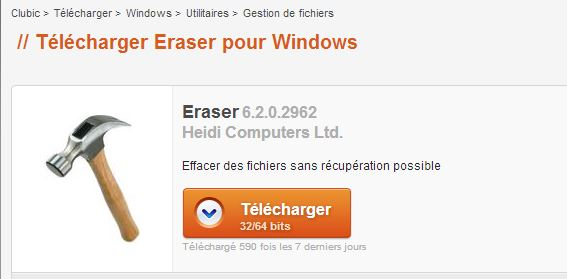 Clubic > Télécharger > Windows > Utilitaires > Gestion de fichiers
// Télécharger Eraser pour Windows
Eraser 6.2.0.2962
Heidi Computers Ltd.
Effacer des fichiers sans récupération possible
Télécharger
32/64 bits
Téléchargé 590 fois les 7 derniers jours